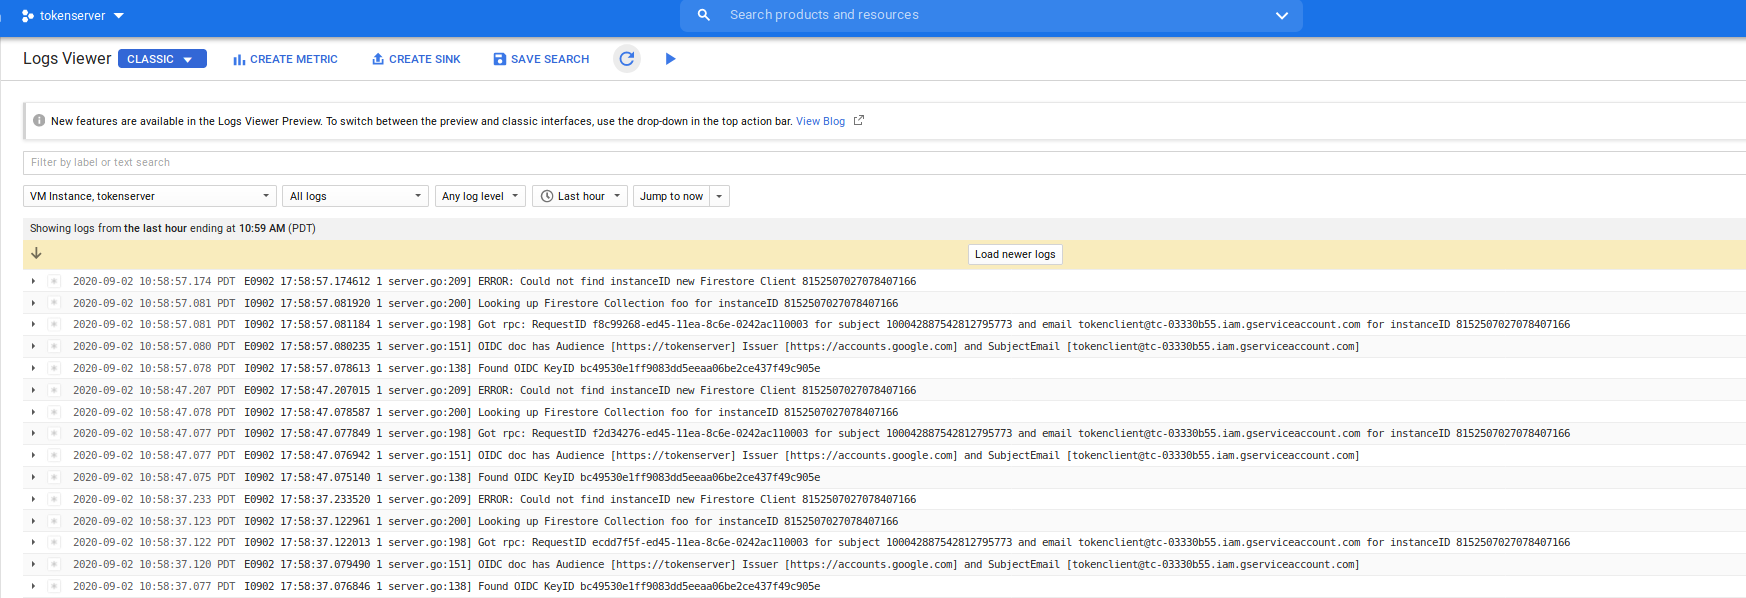 tokenserver
Search products and resources
Logs Viewer CLASSIC CREATE METRIC CREATE SINK SAVE SEARCH
New features are available in the Logs Viewer Preview. To switch between the preview and classic interfaces, use the drop-down in the top action bar. View Blog
Filter by label or text search
VM Instance, tokenserver All logs Any log level Last hour Jump to now
Showing logs from the last hour ending at 10:59 AM (PDT)
Load newer logs
2020-09-02 10:58:57.174 PDT E0902 17:58:57.174612 1 server.go:209] ERROR: Could not find instanceID new Firestore Client 8152507027078407166
2020-09-02 10:58:57.081 PDT I0902 17:58:57.081920 1 server.go:200] Looking up Firestore Collection foo for instanceID 8152507027078407166
2020-09-02 10:58:57.081 PDT I0902 17:58:57.081184 1 server.go:198] Got rpc: RequestID f8c99268-ed45-11ea-8c6e-0242ac110003 for subject 100042887542812795773 and email tokenclient@tc-03330b55.iam.gserviceaccount.com for instanceID 8152507027078407166
2020-09-02 10:58:57.080 PDT E0902 17:58:57.080235 1 server.go:151] OIDC doc has Audience [https://tokenserver] Issuer [https://accounts.google.com] and SubjectEmail [tokenclient@tc-03330b55.iam.gserviceaccount.com]
2020-09-02 10:58:57.078 PDT I0902 17:58:57.078613 1 server.go:138] Found OIDC KeyID bc49530e1ff9083dd5eeaa06be2ce437f49c905e
2020-09-02 10:58:47.207 PDT E0902 17:58:47.207015 1 server.go:209] ERROR: Could not find instanceID new Firestore Client 8152507027078407166
2020-09-02 10:58:47.078 PDT I0902 17:58:47.078587 1 server.go:200] Looking up Firestore Collection foo for instanceID 8152507027078407166
2020-09-02 10:58:47.077 PDT I0902 17:58:47.077849 1 server.go:198] Got rpc: RequestID f2d34276-ed45-11ea-8c6e-0242ac110003 for subject 100042887542812795773 and email tokenclient@tc-03330b55.iam.gserviceaccount.com for instanceID 8152507027078407166
2020-09-02 10:58:47.077 PDT E0902 17:58:47.076942 1 server.go:151] OIDC doc has Audience [https://tokenserver] Issuer [https://accounts.google.com] and SubjectEmail [tokenclient@tc-03330b55.iam.gserviceaccount.com]
2020-09-02 10:58:47.075 PDT I0902 17:58:47.075140 1 server.go:138] Found OIDC KeyID bc49530e1ff9083dd5eeaa06be2ce437f49c905e
2020-09-02 10:58:37.233 PDT E0902 17:58:37.233520 1 server.go:209] ERROR: Could not find instanceID new Firestore Client 8152507027078407166
2020-09-02 10:58:37.123 PDT I0902 17:58:37.122961 1 server.go:200] Looking up Firestore Collection foo for instanceID 8152507027078407166
2020-09-02 10:58:37.122 PDT I0902 17:58:37.122013 1 server.go:198] Got rpc: RequestID ecdd7f5f-ed45-11ea-8c6e-0242ac110003 for subject 100042887542812795773 and email tokenclient@tc-03330b55.iam.gserviceaccount.com for instanceID 8152507027078407166
2020-09-02 10:58:37.120 PDT E0902 17:58:37.079490 1 server.go:151] OIDC doc has Audience [https://tokenserver] Issuer [https://accounts.google.com] and SubjectEmail [tokenclient@tc-03330b55.iam.gserviceaccount.com]
2020-09-02 10:58:37.077 PDT I0902 17:58:37.076846 1 server.go:138] Found OIDC KeyID bc49530e1ff9083dd5eeaa06be2ce437f49c905e